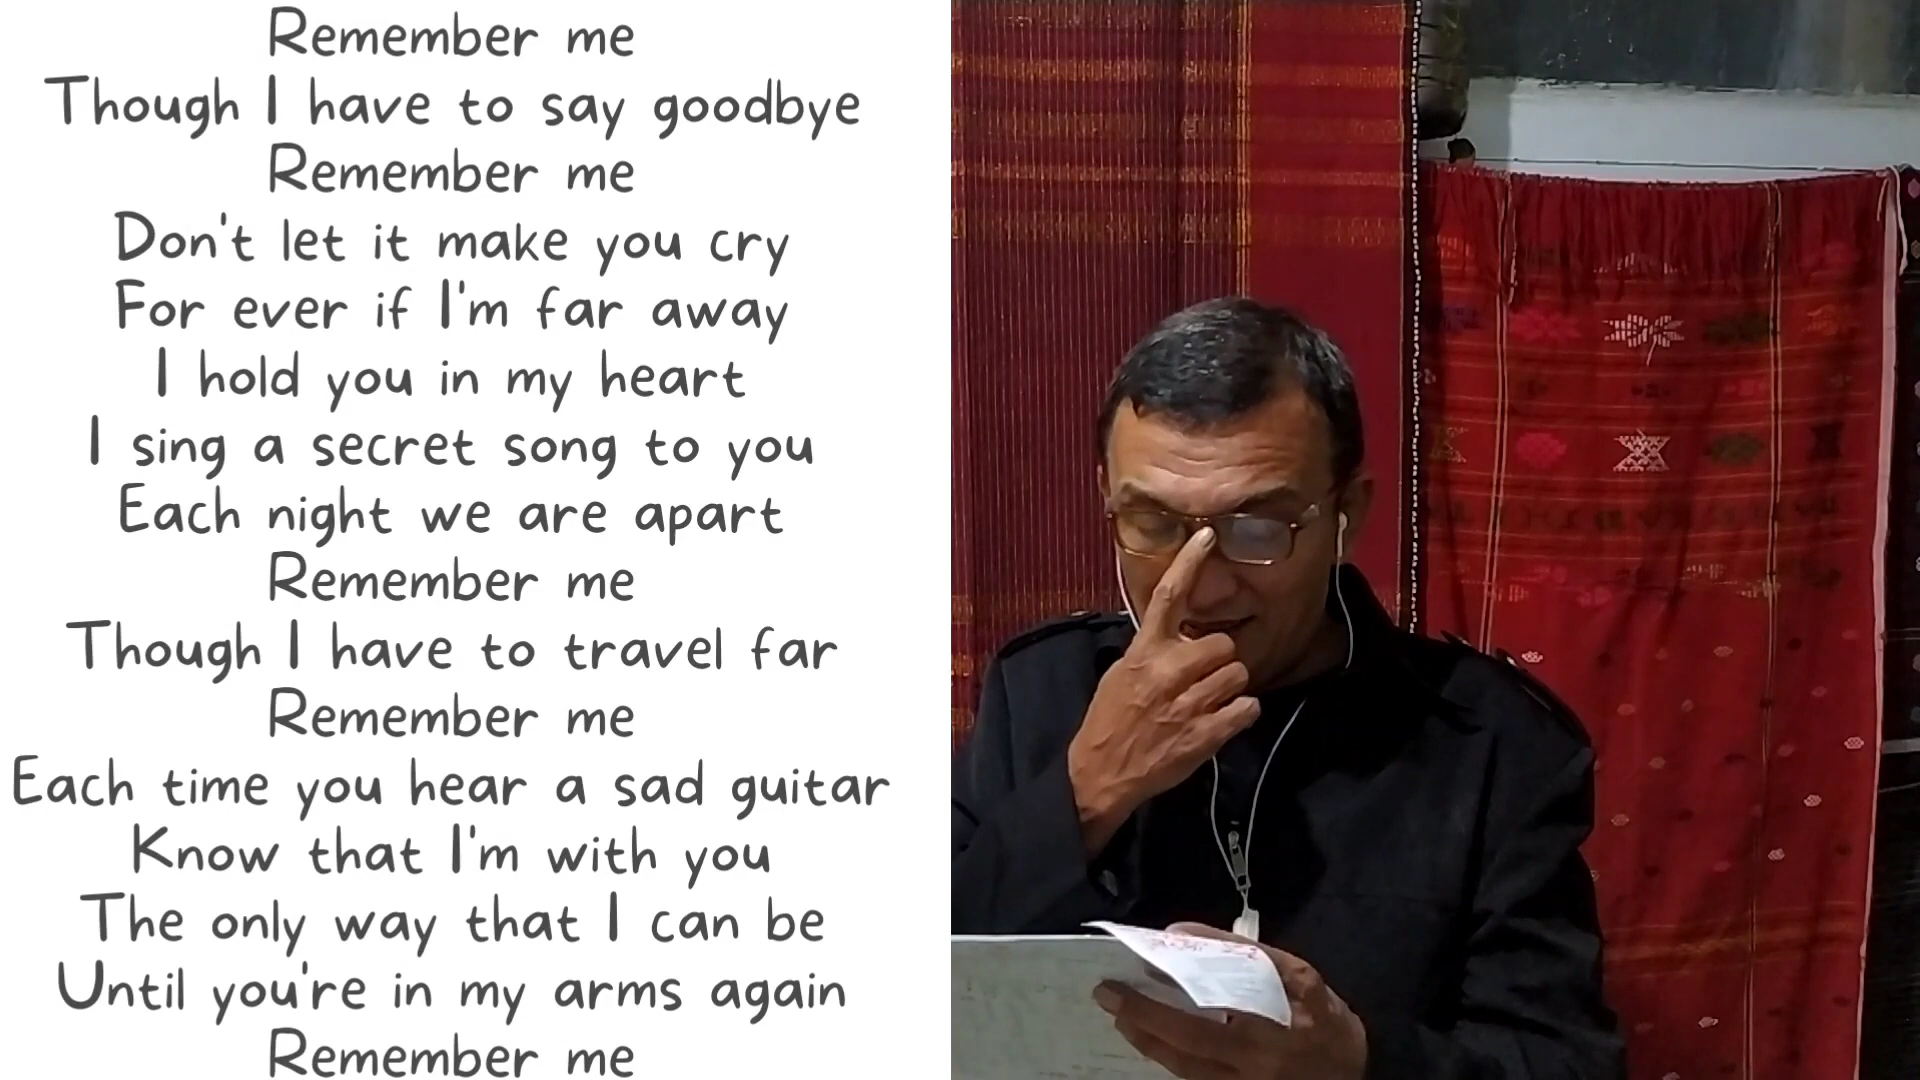 Remember me
Though I have to say goodbye
Remember me
Don't let it make you cry
For ever if I'm far away
I hold you in my heart
I sing a secret song to you
Each night we are apart
Remember me
Though I have to travel far
Remember me
Each time you hear a sad guitar
Know that I'm with you
The only way that I can be
Until you're in my arms again
Remember me